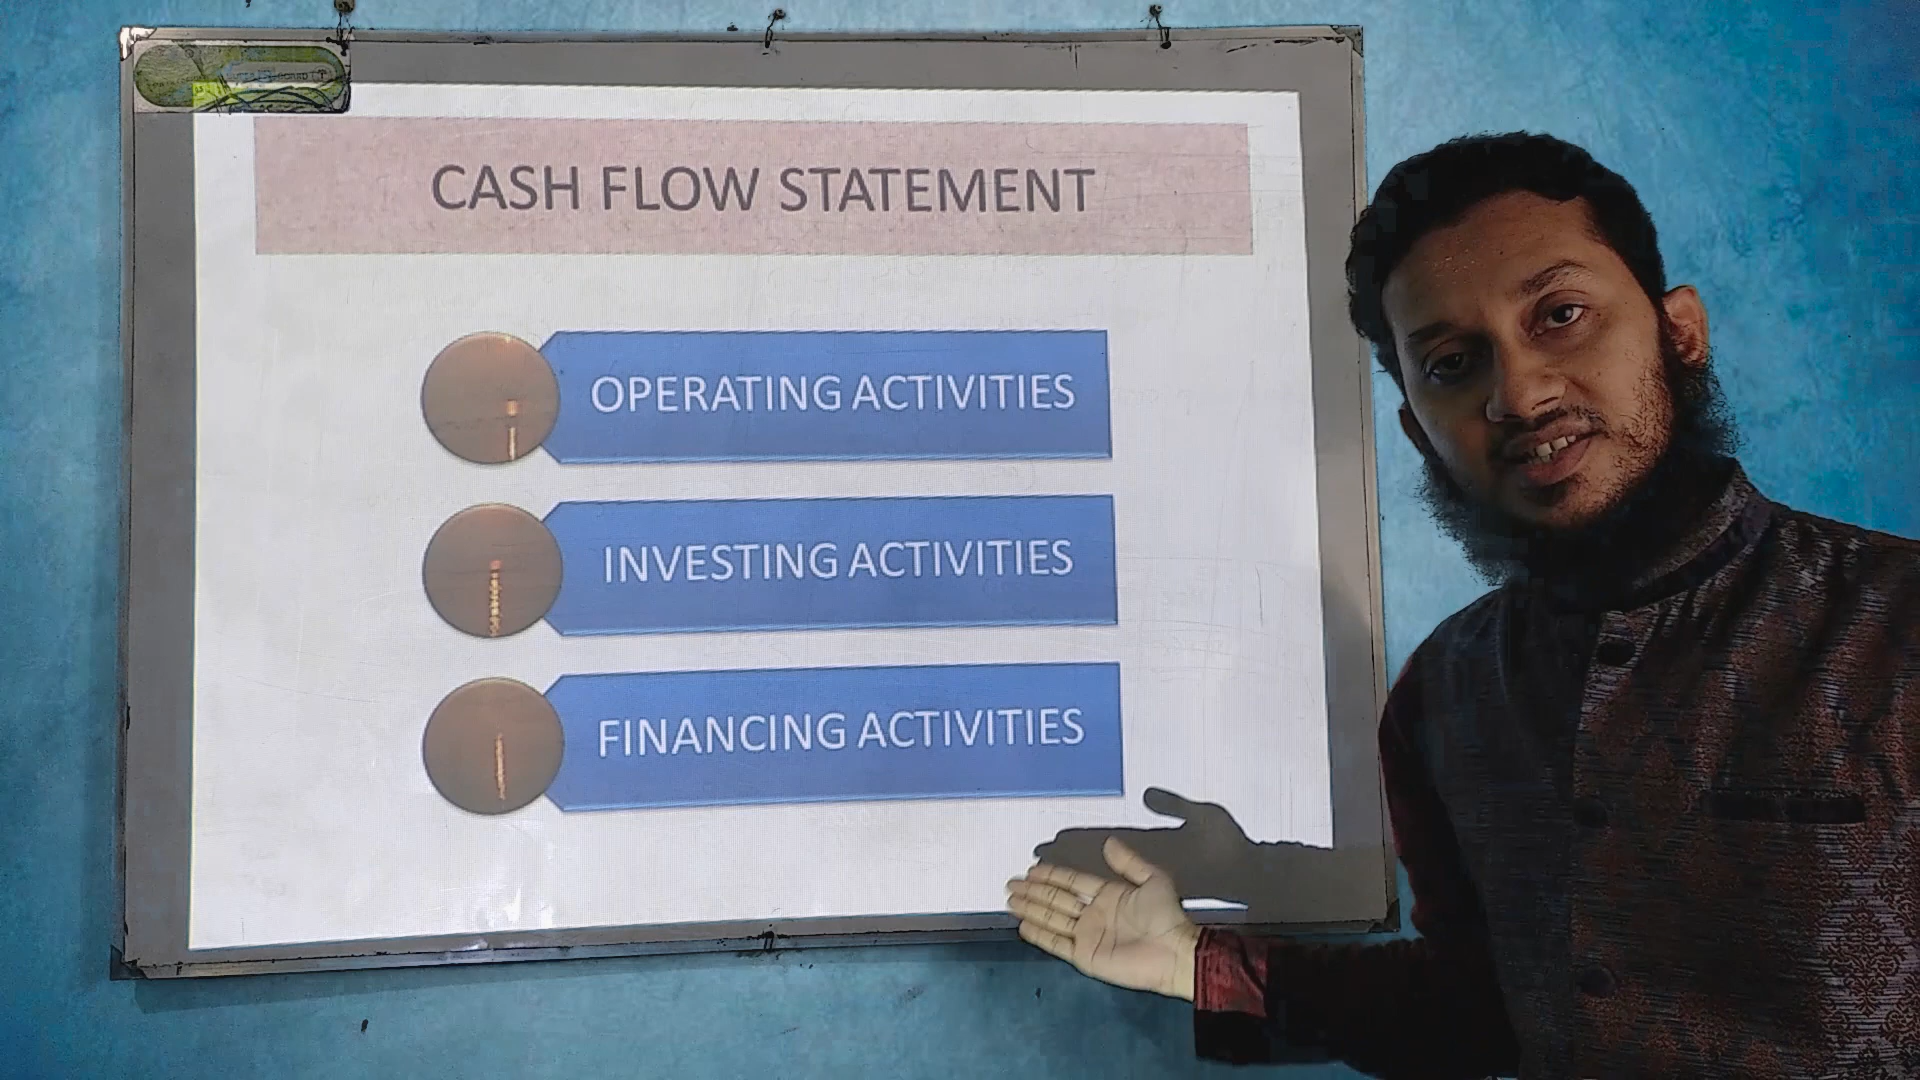 CASH FLOW STATEMENT
OPERATING ACTIVITIES
INVESTING ACTIVITIES
FINANCING ACTIVITIES